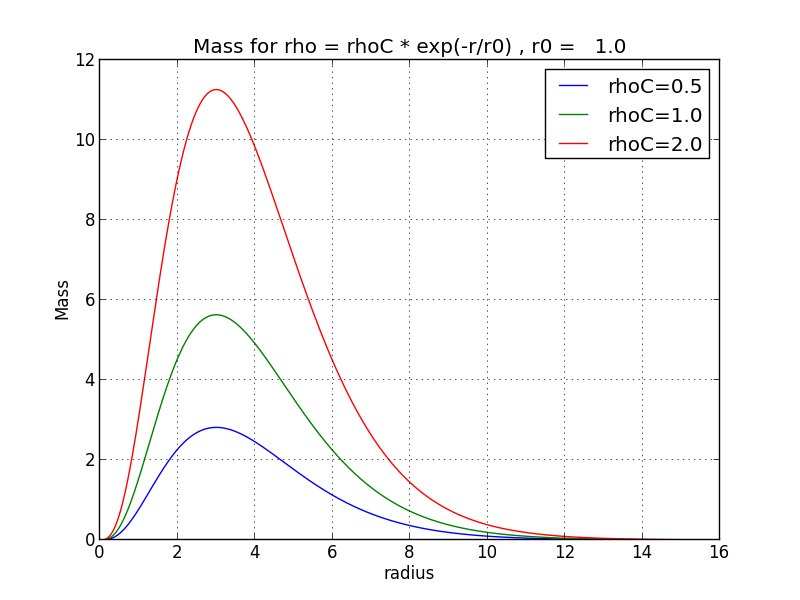 Mass for rho = rhoC * exp(-r/r0) , r0 =   1.0
12
10
8
6
4
2
0
Mass
rhoC=0.5
rhoC=1.0
rhoC=2.0
0 2 4 6 8 10 12 14 16
radius